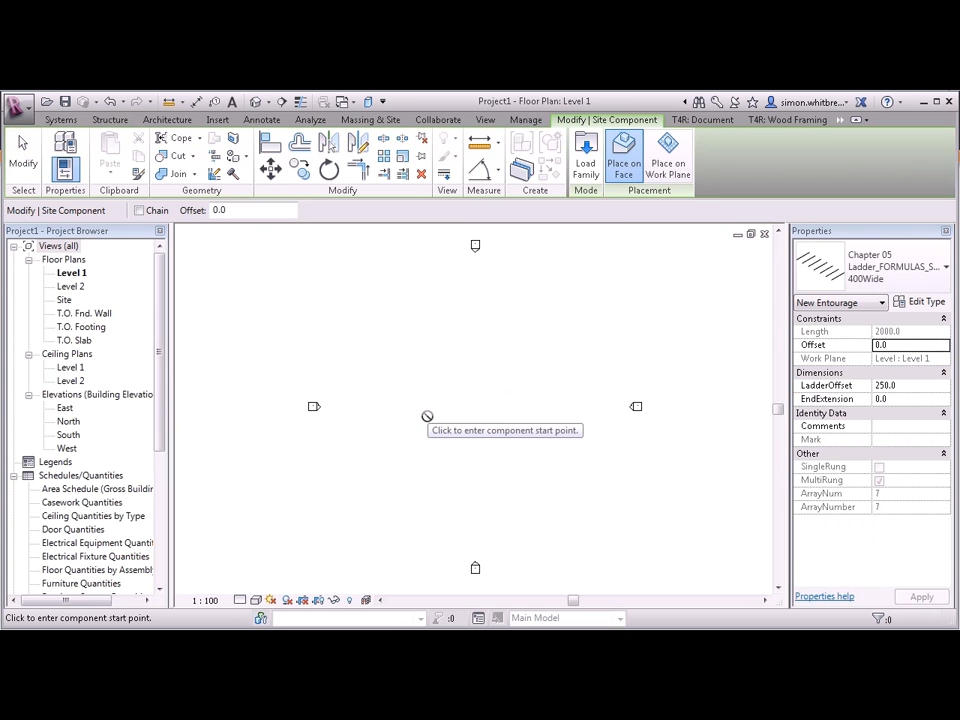 Project1 - Floor Plan: Level 1
simon.whitbre...
Systems Structure Architecture Insert Annotate Analyze Massing & Site Collaborate View Manage Modify | Site Component T4R: Document T4R: Wood Framing
Modify
Paste
Cope
Cut
Join
Load Family
Place on Face
Place on Work Plane
Select Properties Clipboard Geometry Modify View Measure Create Mode Placement
Modify | Site Component Chain Offset: 0.0
Project1 - Project Browser
Views (all)
Floor Plans
Level 1
Level 2
Site
T.O. Fnd. Wall
T.O. Footing
T.O. Slab
Ceiling Plans
Level 1
Level 2
Elevations (Building Elevatio
East
North
South
West
Legends
Schedules/Quantities
Area Schedule (Gross Buildin
Casework Quantities
Ceiling Quantities by Type
Door Quantities
Electrical Equipment Quanti
Electrical Fixture Quantities
Floor Quantities by Assembl
Furniture Quantities
Click to enter component start point.
1 : 100
Properties
Chapter 05
Ladder_FORMULAS_S...
400Wide
New Entourage Edit Type
Constraints
Length 2000.0
Offset 0.0
Work Plane Level : Level 1
Dimensions
LadderOffset 250.0
EndExtension 0.0
Identity Data
Comments
Mark
Other
SingleRung
MultiRung
ArrayNum 7
ArrayNumber 7
Properties help Apply
Click to enter component start point. :0 Main Model :0